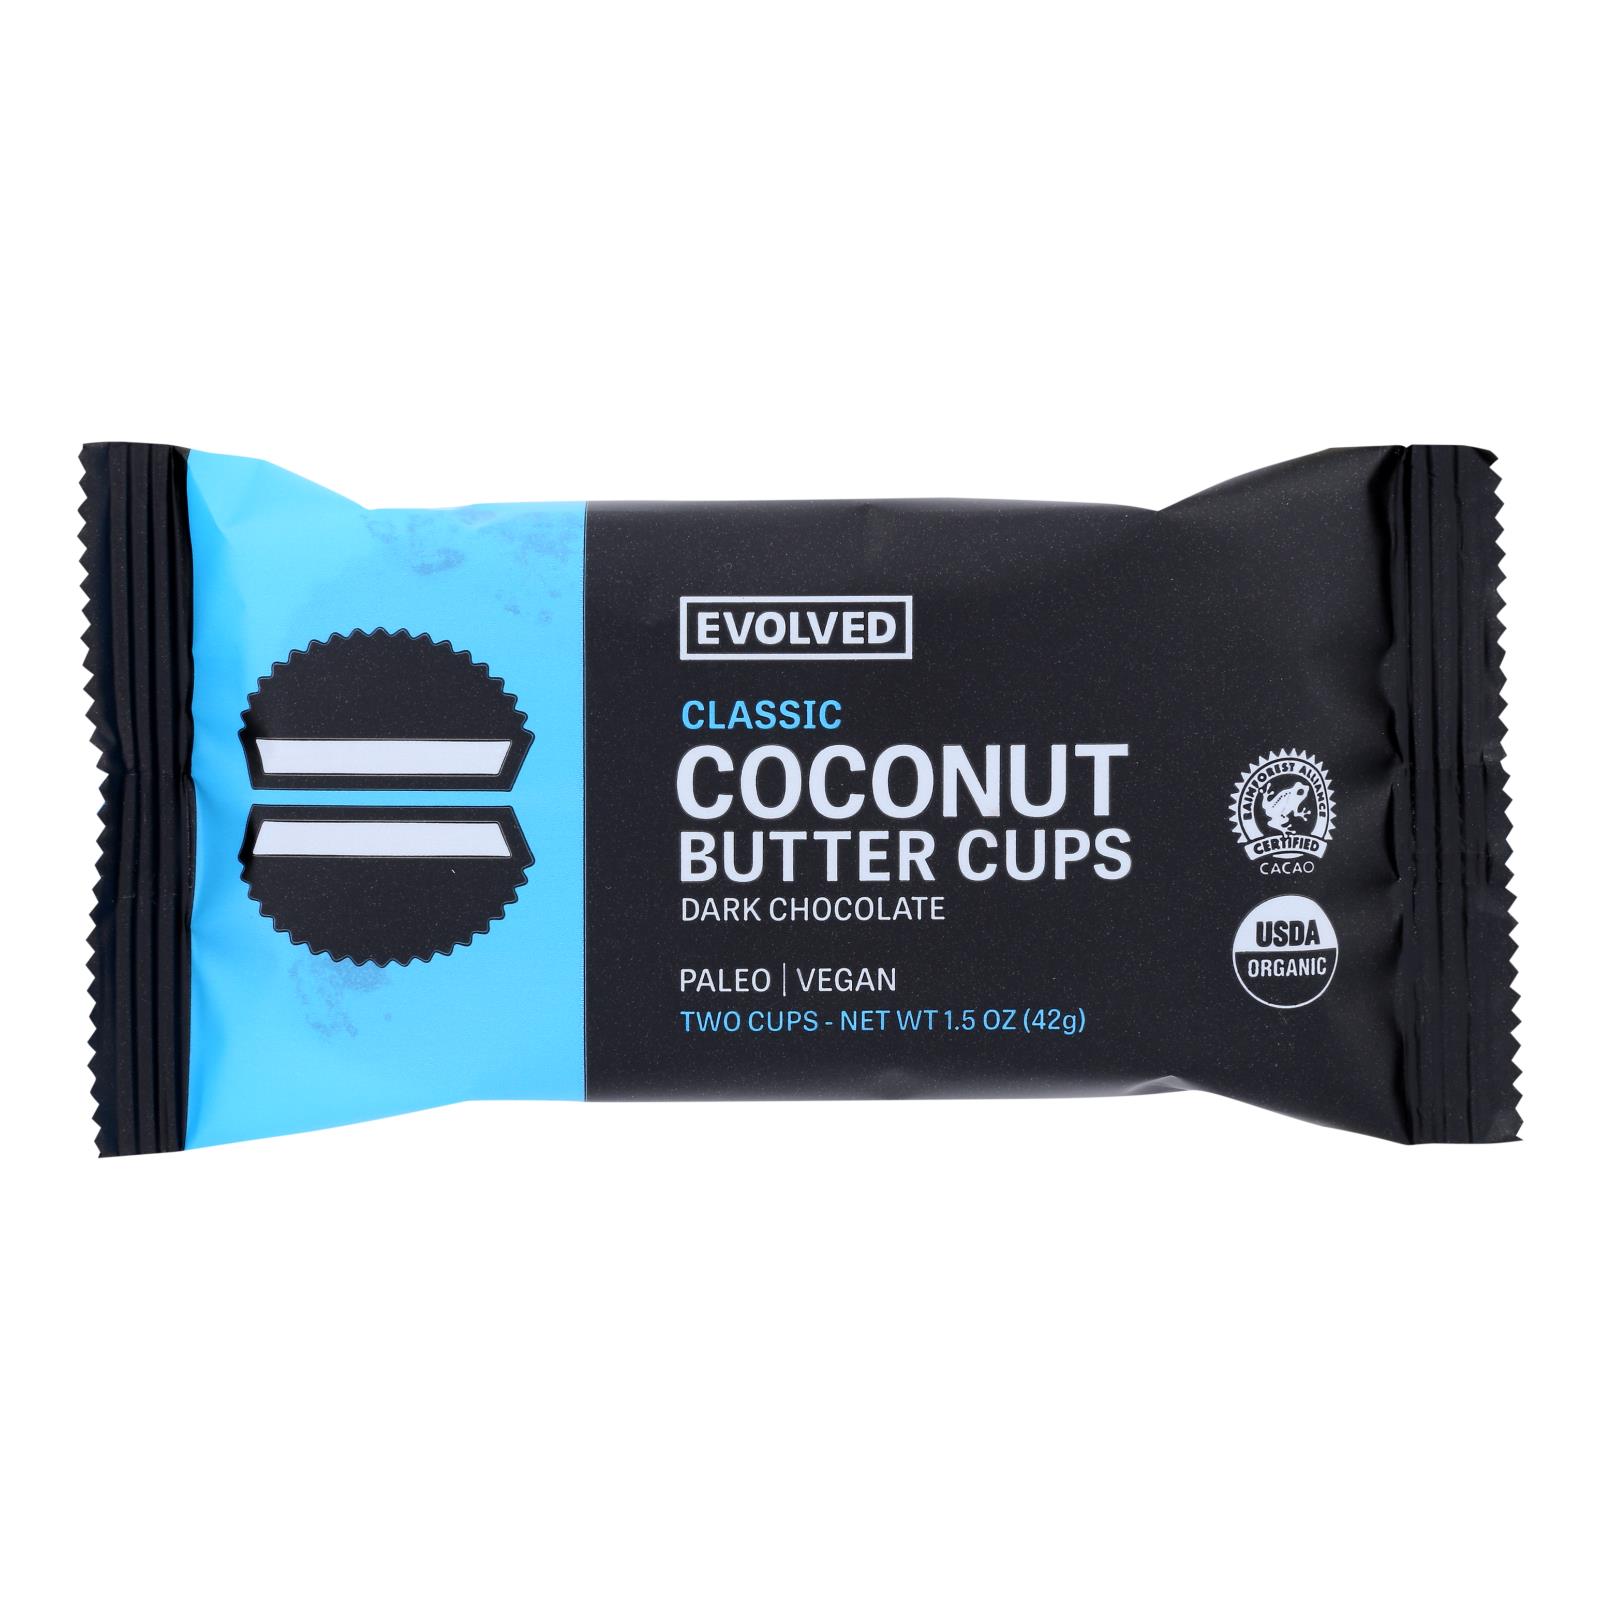 EVOLVED
CLASSIC
COCONUT
BUTTER CUPS
DARK CHOCOLATE
PALEO | VEGAN
TWO CUPS - NET WT 1.5 OZ (42g)
RAINFOREST ALLIANCE
CERTIFIED
CACAO
USDA
ORGANIC